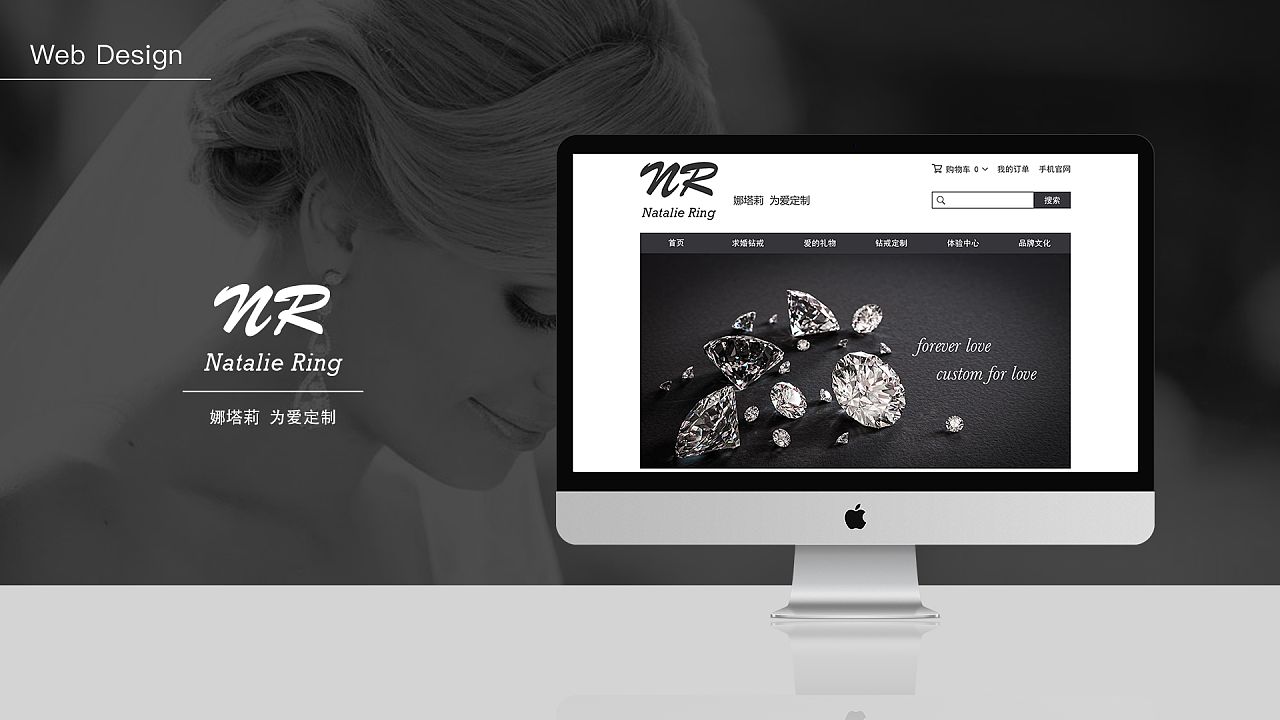 Web Design
NR
Natalie Ring
娜塔莉 为爱定制
NR
Natalie Ring
娜塔莉 为爱定制
购物车 0 我的订单 手机官网
搜索
首页 求婚钻戒 爱的礼物 钻戒定制 体验中心 品牌文化
forever love
custom for love